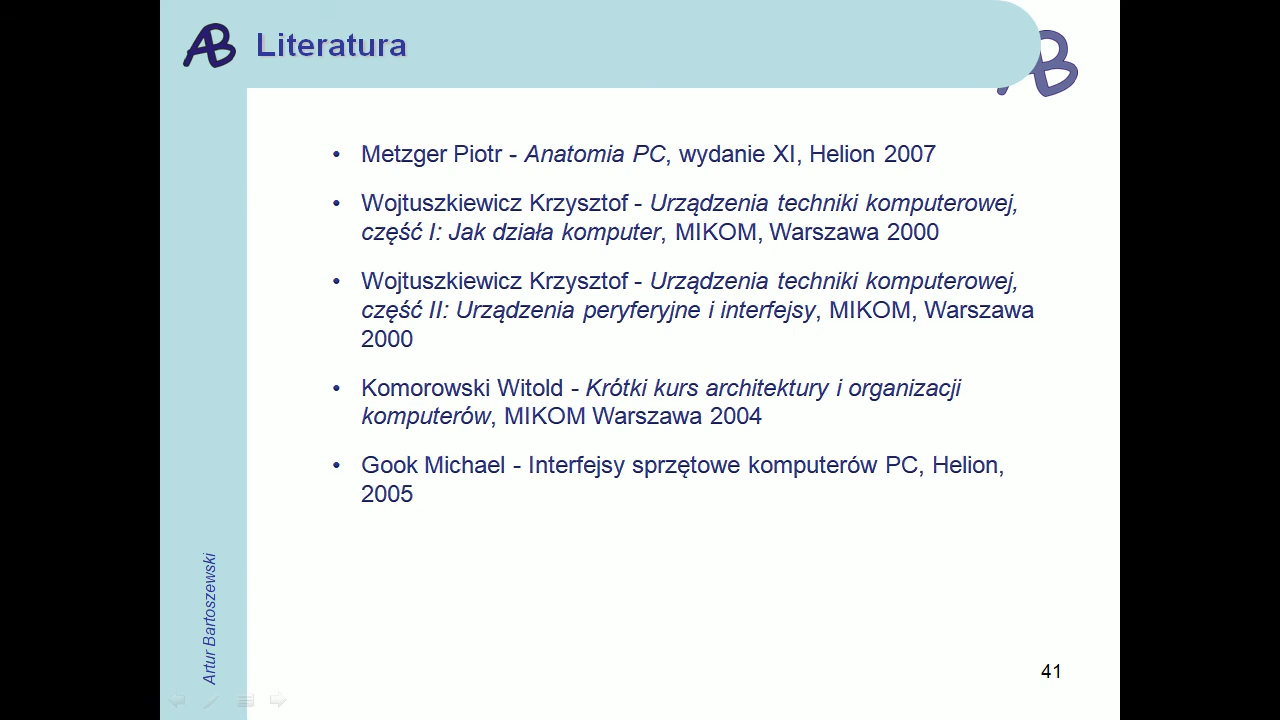 AB Literatura
AB
• Metzger Piotr - Anatomia PC, wydanie XI, Helion 2007
• Wojtuszkiewicz Krzysztof - Urządzenia techniki komputerowej,
część I: Jak działa komputer, MIKOM, Warszawa 2000
• Wojtuszkiewicz Krzysztof - Urządzenia techniki komputerowej,
część II: Urządzenia peryferyjne i interfejsy, MIKOM, Warszawa
2000
• Komorowski Witold - Krótki kurs architektury i organizacji
komputerów, MIKOM Warszawa 2004
• Gook Michael - Interfejsy sprzętowe komputerów PC, Helion,
2005
Artur Bartoszewski
41